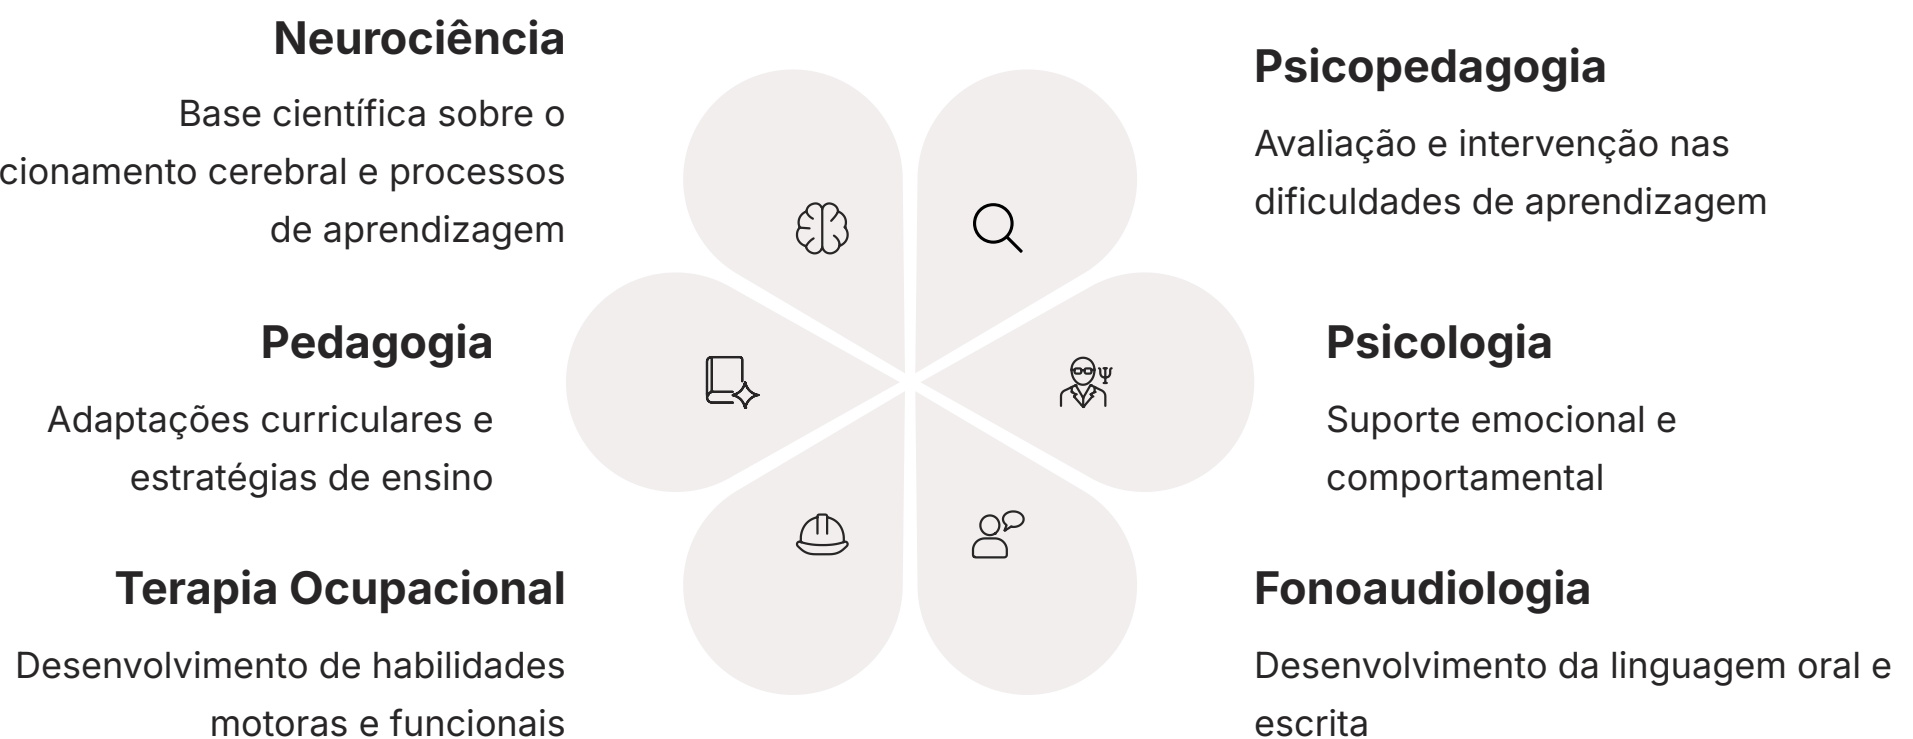 Neurociência
Base científica sobre o
cionamento cerebral e processos
de aprendizagem
Psicopedagogia
Avaliação e intervenção nas
dificuldades de aprendizagem
Pedagogia
Adaptações curriculares e
estratégias de ensino
Psicologia
Suporte emocional e
comportamental
Terapia Ocupacional
Desenvolvimento de habilidades
motoras e funcionais
Fonoaudiologia
Desenvolvimento da linguagem oral e
escrita